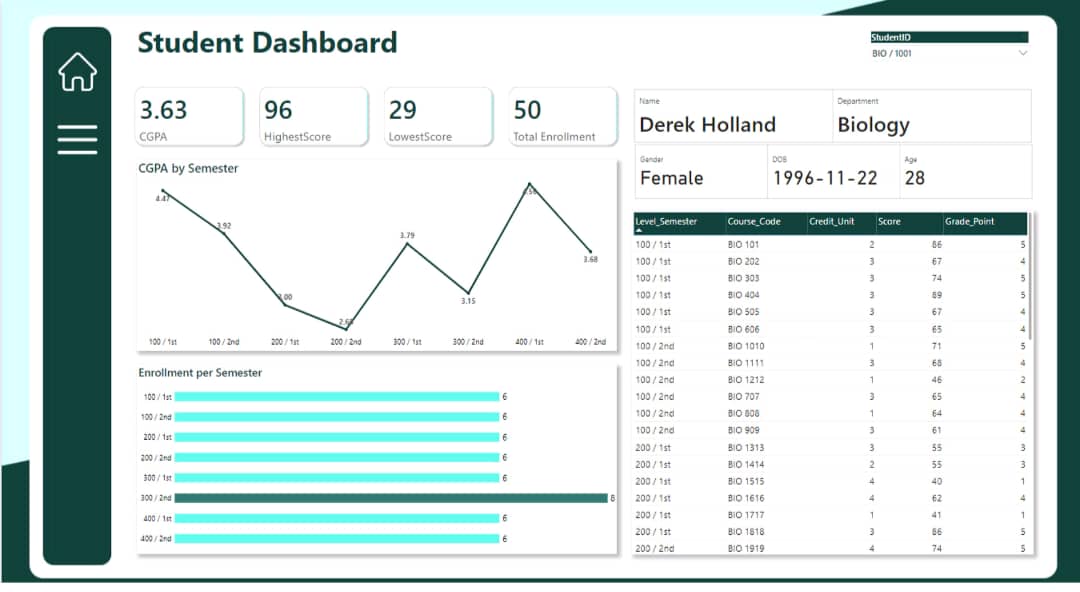 Student Dashboard
StudentID
BIO / 1001
3.63
CGPA
96
HighestScore
29
LowestScore
50
Total Enrollment
Name
Derek Holland
Department
Biology
Gender
Female
DOB
1996-11-22
Age
28
CGPA by Semester
4.47
3.92
3.00
3.79
3.15
3.68
100 / 1st 100 / 2nd 200 / 1st 200 / 2nd 300 / 1st 300 / 2nd 400 / 1st 400 / 2nd
Enrollment per Semester
100 / 1st 6
100 / 2nd 6
200 / 1st 6
200 / 2nd 6
300 / 1st 6
300 / 2nd 8
400 / 1st 6
400 / 2nd 6
Level_Semester Course_Code Credit_Unit Score Grade_Point
100 / 1st BIO 101 2 86 5
100 / 1st BIO 202 3 67 4
100 / 1st BIO 303 3 74 5
100 / 1st BIO 404 3 89 5
100 / 1st BIO 505 3 67 4
100 / 1st BIO 606 3 65 4
100 / 2nd BIO 1010 1 71 5
100 / 2nd BIO 1111 3 68 4
100 / 2nd BIO 1212 1 46 2
100 / 2nd BIO 707 3 65 4
100 / 2nd BIO 808 1 64 4
100 / 2nd BIO 909 3 61 4
200 / 1st BIO 1313 3 55 3
200 / 1st BIO 1414 2 55 3
200 / 1st BIO 1515 4 40 1
200 / 1st BIO 1616 4 62 4
200 / 1st BIO 1717 1 41 1
200 / 1st BIO 1818 3 86 5
200 / 2nd BIO 1919 4 74 5